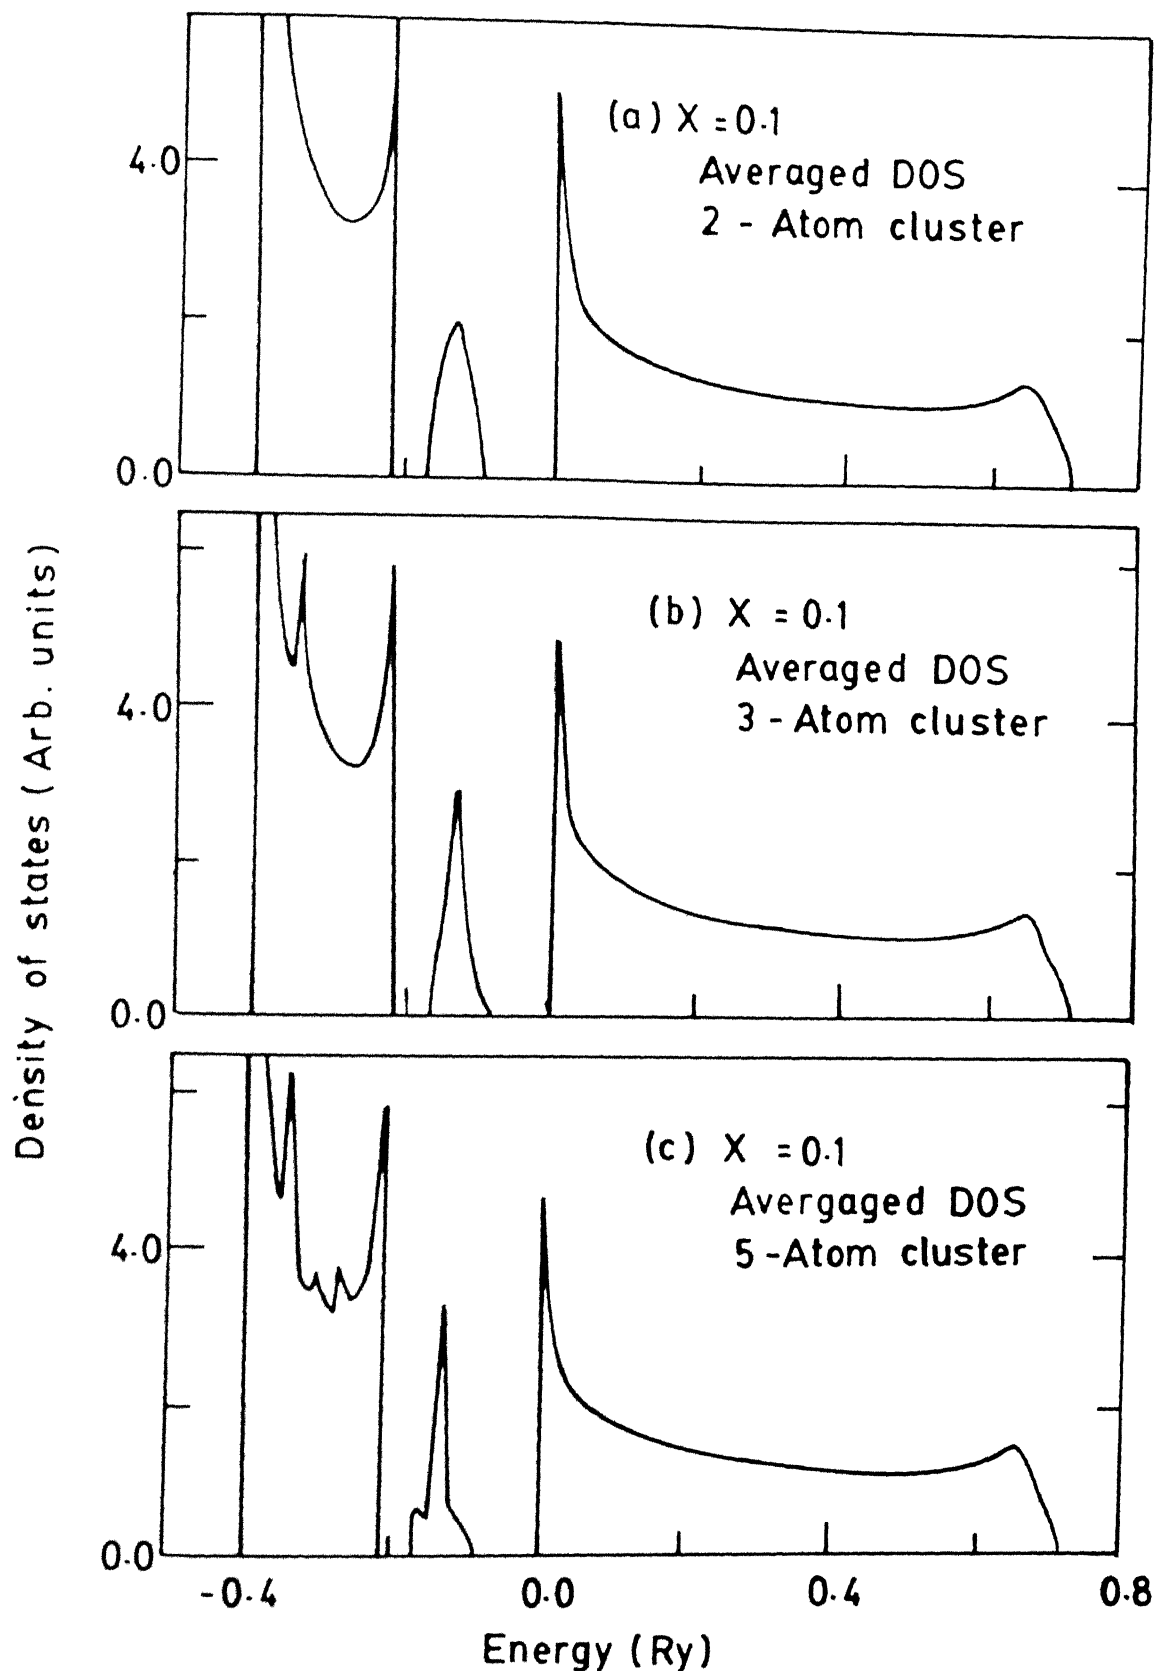 4.0
0.0
(a) X = 0.1
Averaged DOS
2 - Atom cluster
4.0
0.0
(b) X = 0.1
Averaged DOS
3 - Atom cluster
4.0
0.0
(c) X = 0.1
Avergaged DOS
5 - Atom cluster
-0.4 0.0 0.4 0.8
Energy (Ry)
Density of states (Arb. units)